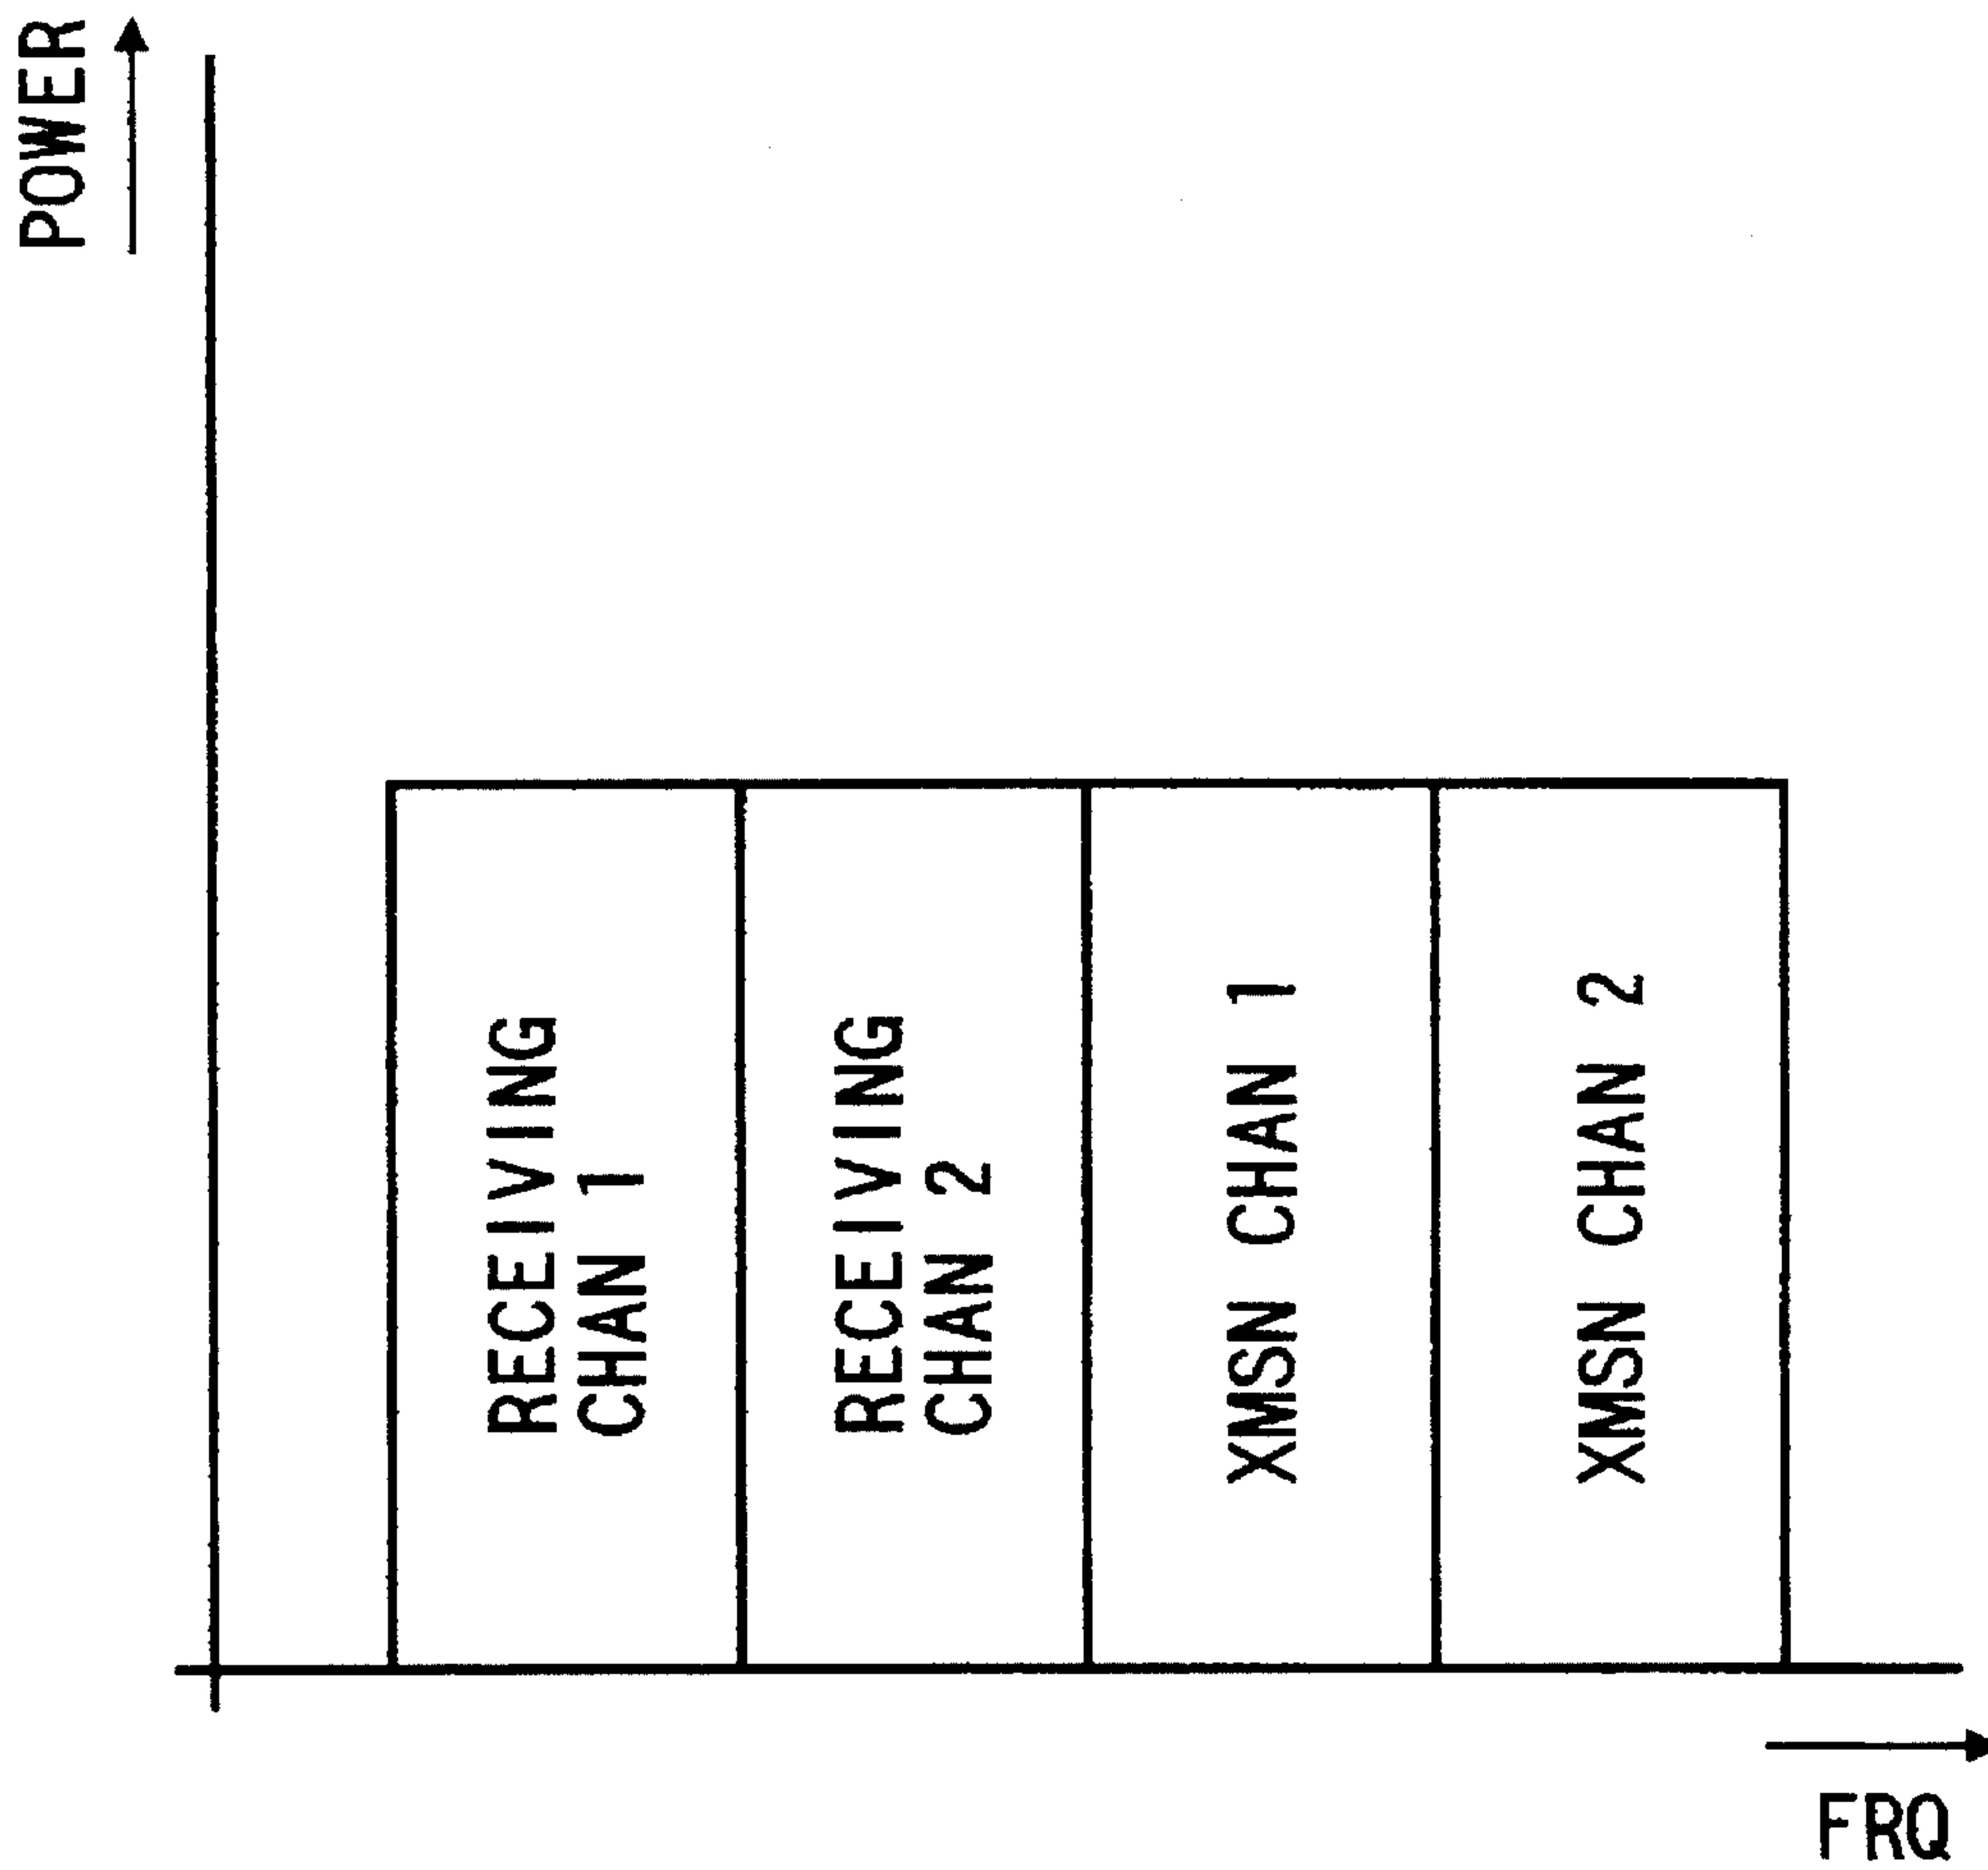 POWER
RECEIVING
CHAN 1
RECEIVING
CHAN 2
XMSN CHAN 1
XMSN CHAN 2
FRQ